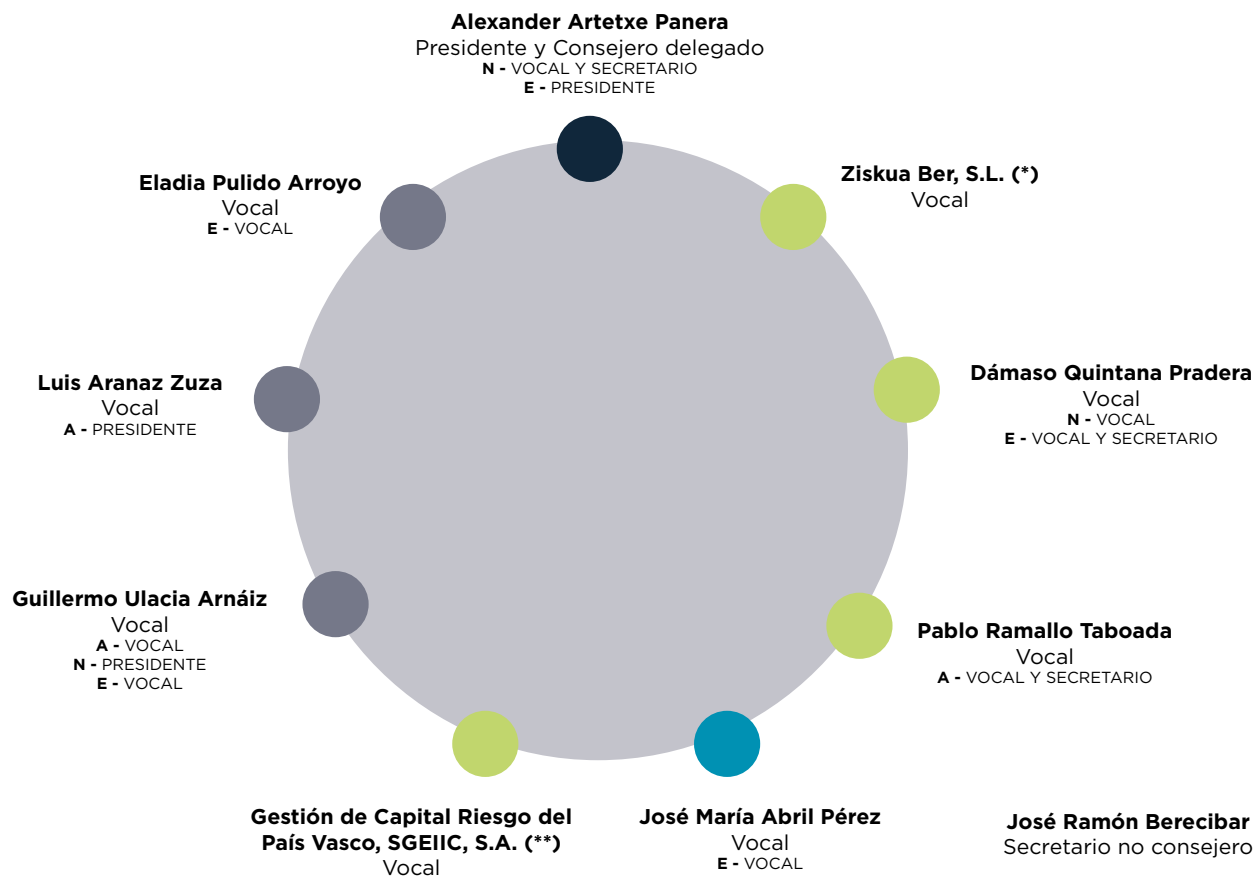 Alexander Artetxe Panera
Presidente y Consejero delegado
N - VOCAL Y SECRETARIO
E - PRESIDENTE
Ziskua Ber, S.L. (*)
Vocal
Dámaso Quintana Pradera
Vocal
N - VOCAL
E - VOCAL Y SECRETARIO
Pablo Ramallo Taboada
Vocal
A - VOCAL Y SECRETARIO
José María Abril Pérez
Vocal
E - VOCAL
Gestión de Capital Riesgo del
País Vasco, SGEIIC, S.A. (**)
Vocal
Guillermo Ulacia Arnáiz
Vocal
A - VOCAL
N - PRESIDENTE
E - VOCAL
Luis Aranaz Zuza
Vocal
A - PRESIDENTE
Eladia Pulido Arroyo
Vocal
E - VOCAL
José Ramón Berecibar
Secretario no consejero